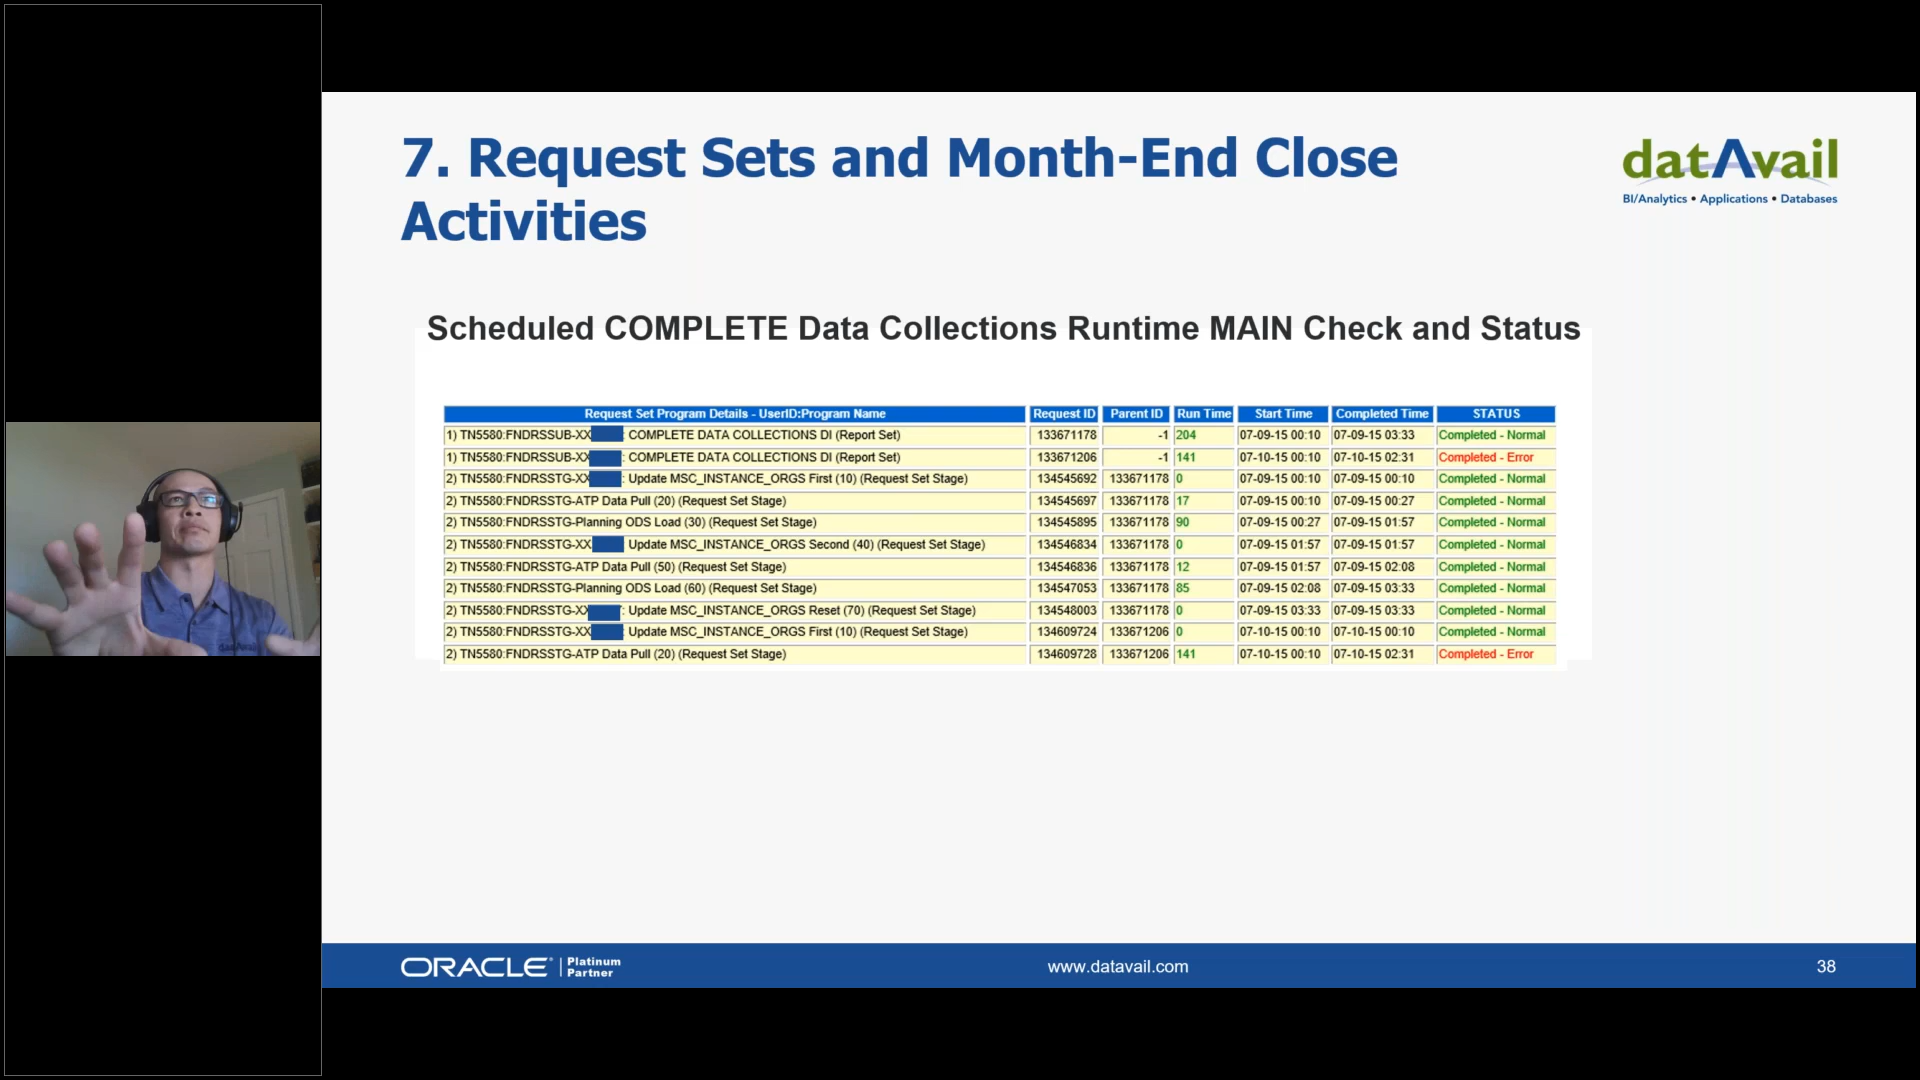 7. Request Sets and Month-End Close
Activities
datAvail
BI/Analytics • Applications • Databases
Scheduled COMPLETE Data Collections Runtime MAIN Check and Status
Request Set Program Details - UserID:Program Name Request ID Parent ID Run Time Start Time Completed Time STATUS
1) TN5580:FNDRSSUB-XX : COMPLETE DATA COLLECTIONS DI (Report Set) 133671178 -1 204 07-09-15 00:10 07-09-15 03:33 Completed - Normal
1) TN5580:FNDRSSUB-XX : COMPLETE DATA COLLECTIONS DI (Report Set) 133671206 -1 141 07-10-15 00:10 07-10-15 02:31 Completed - Error
2) TN5580:FNDRSSTG-XX : Update MSC_INSTANCE_ORGS First (10) (Request Set Stage) 134545692 133671178 0 07-09-15 00:10 07-09-15 00:10 Completed - Normal
2) TN5580:FNDRSSTG-ATP Data Pull (20) (Request Set Stage) 134545697 133671178 17 07-09-15 00:10 07-09-15 00:27 Completed - Normal
2) TN5580:FNDRSSTG-Planning ODS Load (30) (Request Set Stage) 134545895 133671178 90 07-09-15 00:27 07-09-15 01:57 Completed - Normal
2) TN5580:FNDRSSTG-XX Update MSC_INSTANCE_ORGS Second (40) (Request Set Stage) 134546834 133671178 0 07-09-15 01:57 07-09-15 01:57 Completed - Normal
2) TN5580:FNDRSSTG-ATP Data Pull (50) (Request Set Stage) 134546836 133671178 12 07-09-15 01:57 07-09-15 02:08 Completed - Normal
2) TN5580:FNDRSSTG-Planning ODS Load (60) (Request Set Stage) 134547053 133671178 85 07-09-15 02:08 07-09-15 03:33 Completed - Normal
2) TN5580:FNDRSSTG-XX : Update MSC_INSTANCE_ORGS Reset (70) (Request Set Stage) 134548003 133671178 0 07-09-15 03:33 07-09-15 03:33 Completed - Normal
2) TN5580:FNDRSSTG-XX : Update MSC_INSTANCE_ORGS First (10) (Request Set Stage) 134609724 133671206 0 07-10-15 00:10 07-10-15 00:10 Completed - Normal
2) TN5580:FNDRSSTG-ATP Data Pull (20) (Request Set Stage) 134609728 133671206 141 07-10-15 00:10 07-10-15 02:31 Completed - Error
ORACLE Platinum
Partner
www.datavail.com
38